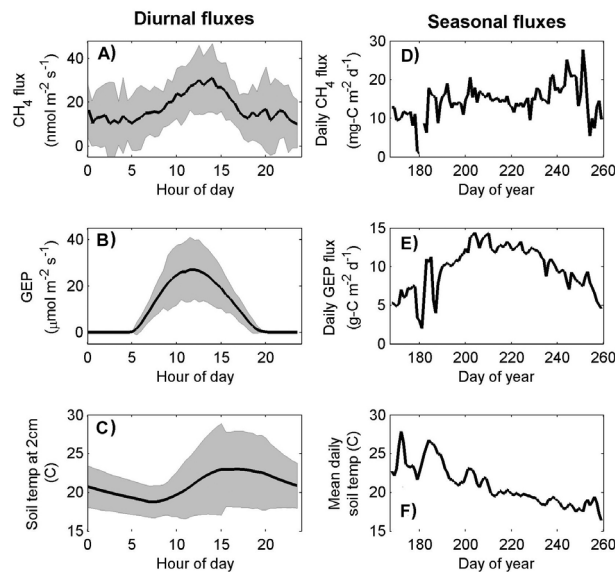 Diurnal fluxes
Seasonal fluxes
A)
CH4 flux
(nmol m-2 s-1)
40
20
0
0 5 10 15 20
Hour of day
D)
Daily CH4 flux
(mg-C m-2 d-1)
30
20
10
0
180 200 220 240 260
Day of year
B)
GEP
(μmol m-2 s-1)
40
20
0
0 5 10 15 20
Hour of day
E)
Daily GEP flux
(g-C m-2 d-1)
15
10
5
0
180 200 220 240 260
Day of year
C)
Soil temp at 2cm
(C)
30
25
20
15
0 5 10 15 20
Hour of day
F)
Mean daily
soil temp (C)
30
25
20
15
180 200 220 240 260
Day of year